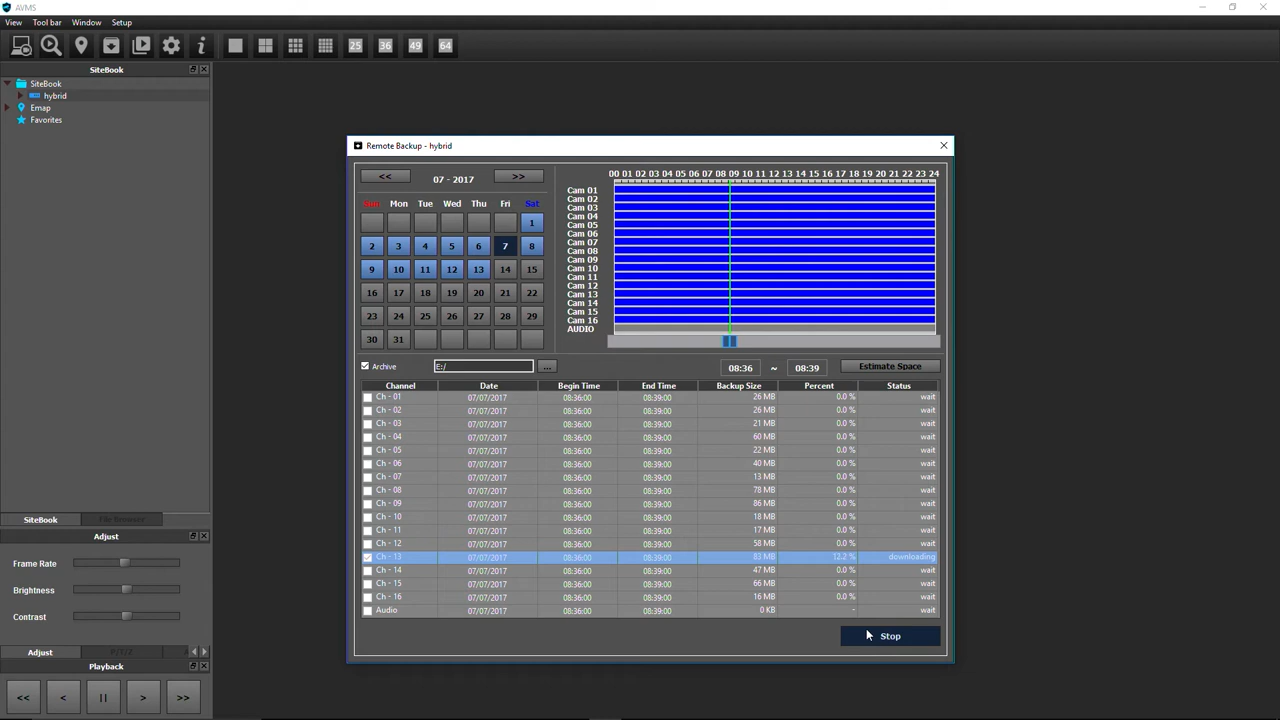 AVMS
View Tool bar Window Setup
25 36 49 64
SiteBook
SiteBook
hybrid
Emap
Favorites
Remote Backup - hybrid
<< 07 - 2017 >>
Sun Mon Tue Wed Thu Fri Sat
1
2 3 4 5 6 7 8
9 10 11 12 13 14 15
16 17 18 19 20 21 22
23 24 25 26 27 28 29
30 31
00 01 02 03 04 05 06 07 08 09 10 11 12 13 14 15 16 17 18 19 20 21 22 23 24
Cam 01
Cam 02
Cam 03
Cam 04
Cam 05
Cam 06
Cam 07
Cam 08
Cam 09
Cam 10
Cam 11
Cam 12
Cam 13
Cam 14
Cam 15
Cam 16
AUDIO
Archive E:/ ... 08:36 ~ 08:39 Estimate Space
Channel Date Begin Time End Time Backup Size Percent Status
Ch - 01 07/07/2017 08:36:00 08:39:00 26 MB 0.0 % wait
Ch - 02 07/07/2017 08:36:00 08:39:00 26 MB 0.0 % wait
Ch - 03 07/07/2017 08:36:00 08:39:00 21 MB 0.0 % wait
Ch - 04 07/07/2017 08:36:00 08:39:00 60 MB 0.0 % wait
Ch - 05 07/07/2017 08:36:00 08:39:00 22 MB 0.0 % wait
Ch - 06 07/07/2017 08:36:00 08:39:00 40 MB 0.0 % wait
Ch - 07 07/07/2017 08:36:00 08:39:00 13 MB 0.0 % wait
Ch - 08 07/07/2017 08:36:00 08:39:00 78 MB 0.0 % wait
Ch - 09 07/07/2017 08:36:00 08:39:00 86 MB 0.0 % wait
Ch - 10 07/07/2017 08:36:00 08:39:00 18 MB 0.0 % wait
Ch - 11 07/07/2017 08:36:00 08:39:00 17 MB 0.0 % wait
Ch - 12 07/07/2017 08:36:00 08:39:00 58 MB 0.0 % wait
Ch - 13 07/07/2017 08:36:00 08:39:00 83 MB 12.2 % downloading
Ch - 14 07/07/2017 08:36:00 08:39:00 47 MB 0.0 % wait
Ch - 15 07/07/2017 08:36:00 08:39:00 66 MB 0.0 % wait
Ch - 16 07/07/2017 08:36:00 08:39:00 16 MB 0.0 % wait
Audio 07/07/2017 08:36:00 08:39:00 0 KB - wait
Stop
SiteBook File Browser
Adjust
Frame Rate
Brightness
Contrast
Adjust P/T/Z
Playback
<< < || > >>